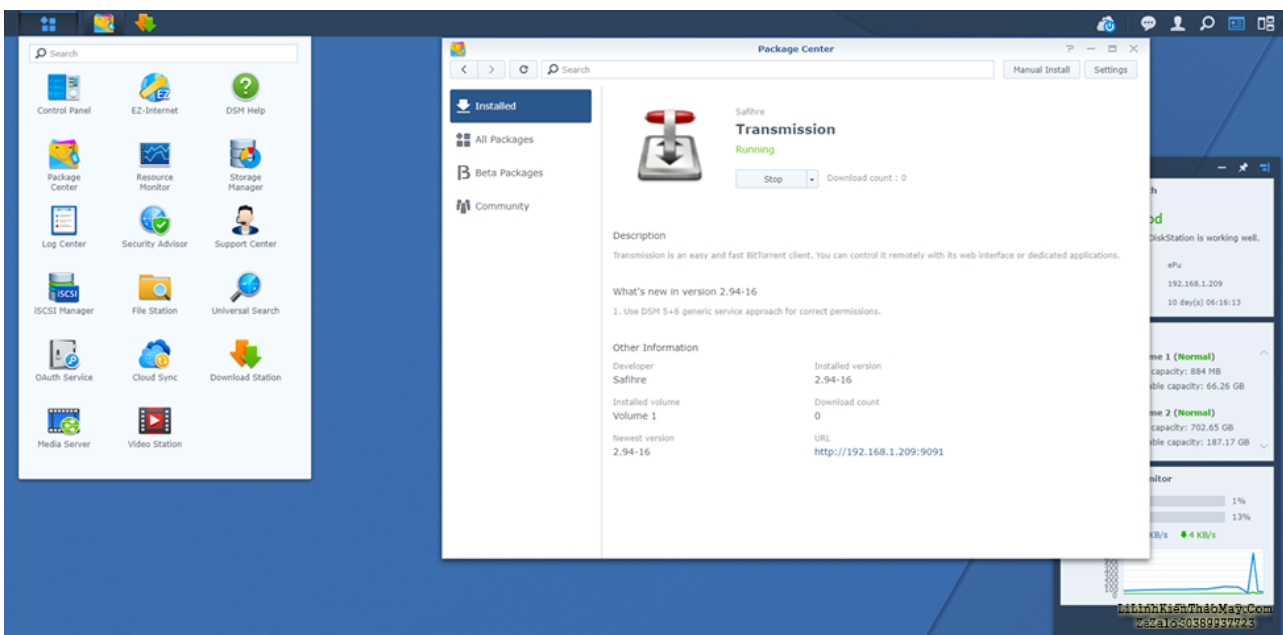 Search
Control Panel
EZ-Internet
DSM Help
Package
Center
Resource
Monitor
Storage
Manager
Log Center
Security Advisor
Support Center
iSCSI
iSCSI Manager
File Station
Universal Search
OAuth Service
Cloud Sync
Download Station
Media Server
Video Station
Package Center
Search
Manual Install
Settings
Installed
All Packages
Beta Packages
Community
Safihre
Transmission
Running
Stop
Download count : 0
Description
Transmission is an easy and fast BitTorrent client. You can control it remotely with its web interface or dedicated applications.
What's new in version 2.94-16
1. Use DSM 5+6 generic service approach for correct permissions.
Other Information
Developer
Installed version
Safihre
2.94-16
Installed volume
Download count
Volume 1
0
Newest version
URL
2.94-16
http://192.168.1.209:9091
h
od
DiskStation is working well.
ePu
192.168.1.209
10 day(s) 06:16:13
me 1 (Normal)
capacity: 884 MB
able capacity: 66.26 GB
me 2 (Normal)
capacity: 702.65 GB
able capacity: 187.17 GB
nitor
1%
13%
KB/s 4 KB/s
100
0
LiLinhKiệnThảoMây.Com